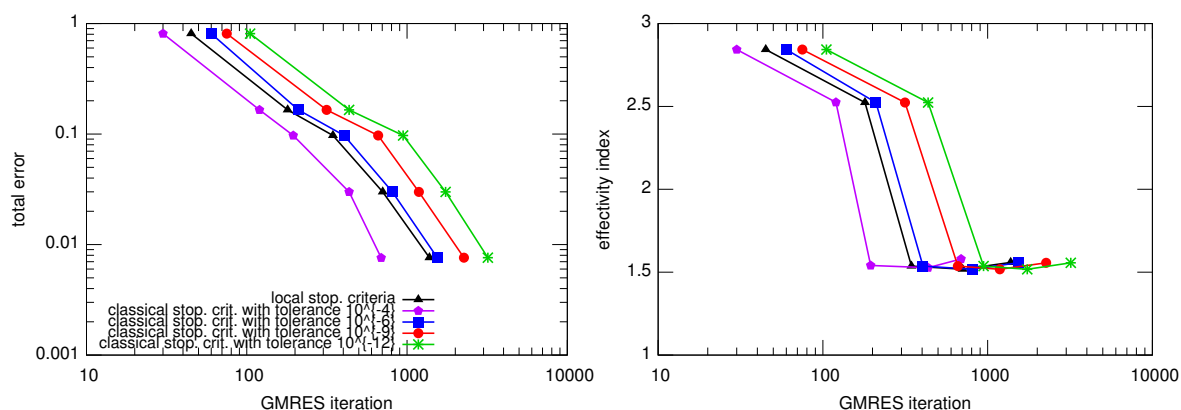 1
0.1
0.01
0.001
total error
10
100
1000
10000
GMRES iteration
local stop. criteria
classical stop. crit. with tolerance 10^{-4}
classical stop. crit. with tolerance 10^{-6}
classical stop. crit. with tolerance 10^{-9}
classical stop. crit. with tolerance 10^{-12}
3
2.5
2
1.5
1
effectivity index
10
100
1000
10000
GMRES iteration